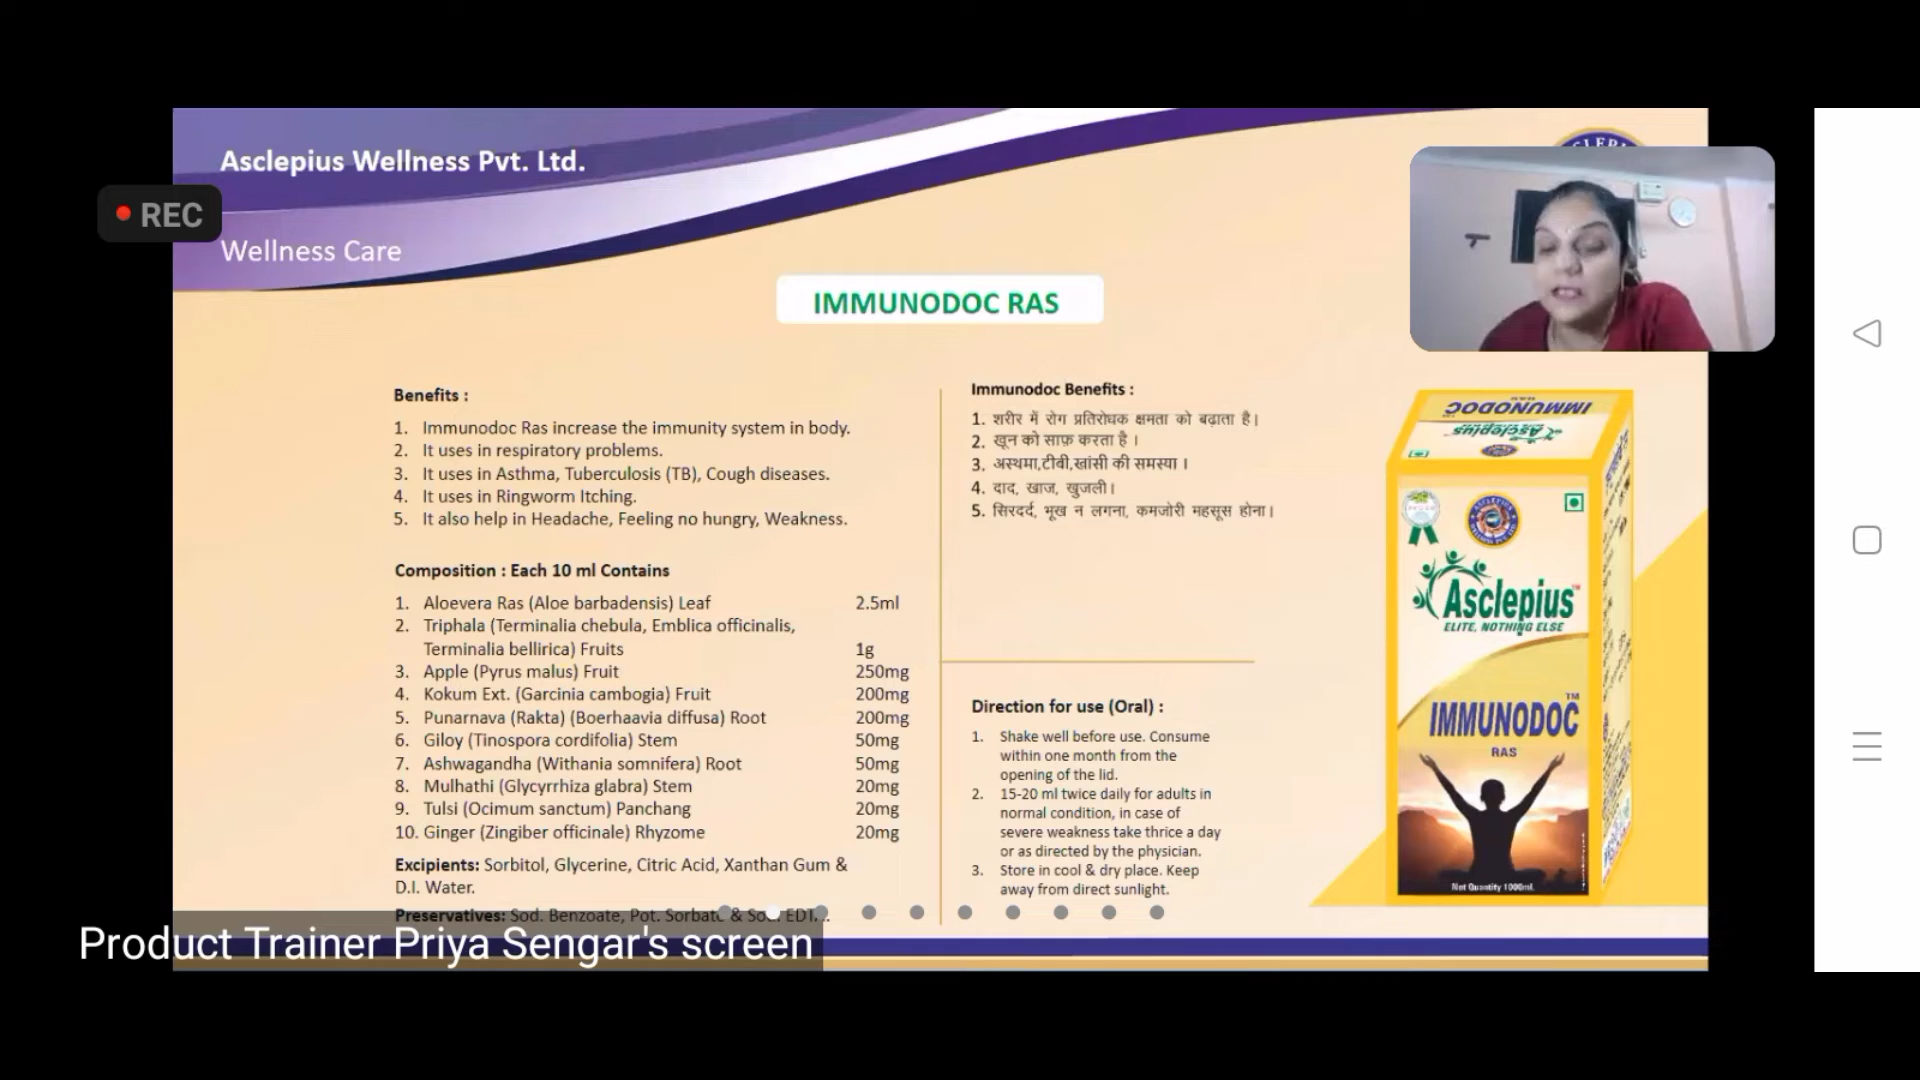 Asclepius Wellness Pvt. Ltd.
REC
Wellness Care
IMMUNODOC RAS
Benefits :
1. Immunodoc Ras increase the immunity system in body.
2. It uses in respiratory problems.
3. It uses in Asthma, Tuberculosis (TB), Cough diseases.
4. It uses in Ringworm Itching.
5. It also help in Headache, Feeling no hungry, Weakness.
Composition : Each 10 ml Contains
1. Aloevera Ras (Aloe barbadensis) Leaf 2.5ml
2. Triphala (Terminalia chebula, Emblica officinalis,
Terminalia bellirica) Fruits 1g
3. Apple (Pyrus malus) Fruit 250mg
4. Kokum Ext. (Garcinia cambogia) Fruit 200mg
5. Punarnava (Rakta) (Boerhaavia diffusa) Root 200mg
6. Giloy (Tinospora cordifolia) Stem 50mg
7. Ashwagandha (Withania somnifera) Root 50mg
8. Mulhathi (Glycyrrhiza glabra) Stem 20mg
9. Tulsi (Ocimum sanctum) Panchang 20mg
10. Ginger (Zingiber officinale) Rhyzome 20mg
Excipients: Sorbitol, Glycerine, Citric Acid, Xanthan Gum &
D.I. Water.
Preservatives: Sod. Benzoate, Pot. Sorbate &
Product Trainer Priya Sengar's screen
Immunodoc Benefits :
1. शरीर में रोग प्रतिरोधक क्षमता को बढ़ाता है।
2. खून को साफ़ करता है ।
3. अस्थमा,टीबी,खांसी की समस्या ।
4. दाद, खाज, खुजली।
5. सिरदर्द, भूख न लगना, कमजोरी महसूस होना।
Direction for use (Oral) :
1. Shake well before use. Consume
within one month from the
opening of the lid.
2. 15-20 ml twice daily for adults in
normal condition, in case of
severe weakness take thrice a day
or as directed by the physician.
3. Store in cool & dry place. Keep
away from direct sunlight.
IMMUNODOC
Asclepius
Asclepius
ELITE, NOTHING ELSE
IMMUNODOC TM
RAS
Net Quantity 1000ml.